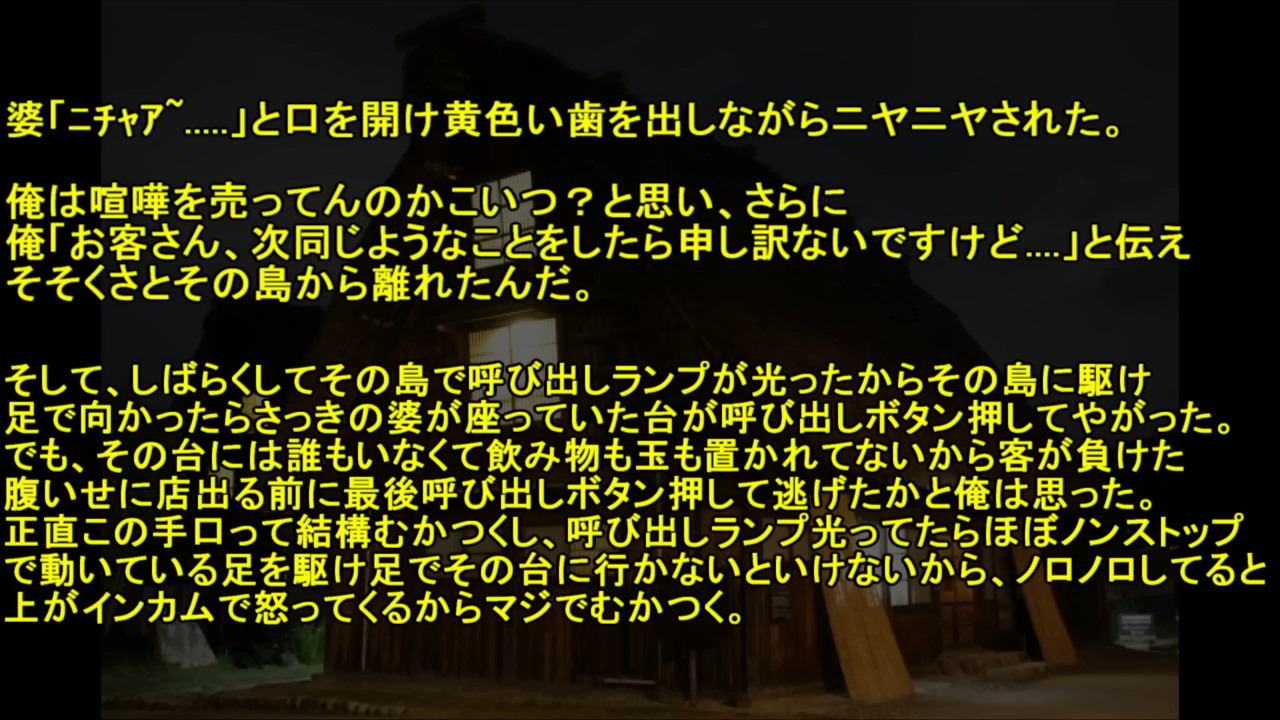 婆「ﾆﾁｬｱ~.....」と口を開け黄色い歯を出しながらニヤニヤされた。
俺は喧嘩を売ってんのかこいつ？と思い、さらに
俺「お客さん、次同じようなことをしたら申し訳ないですけど....」と伝え
そそくさとその島から離れたんだ。
そして、しばらくしてその島で呼び出しランプが光ったからその島に駆け
足で向かったらさっきの婆が座っていた台が呼び出しボタン押してやがった。
でも、その台には誰もいなくて飲み物も玉も置かれてないから客が負けた
腹いせに店出る前に最後呼び出しボタン押して逃げたかと俺は思った。
正直この手口って結構むかつくし、呼び出しランプ光ってたらほぼノンストップ
で動いている足を駆け足でその台に行かないといけないから、ノロノロしてると
上がインカムで怒ってくるからマジでむかつく。